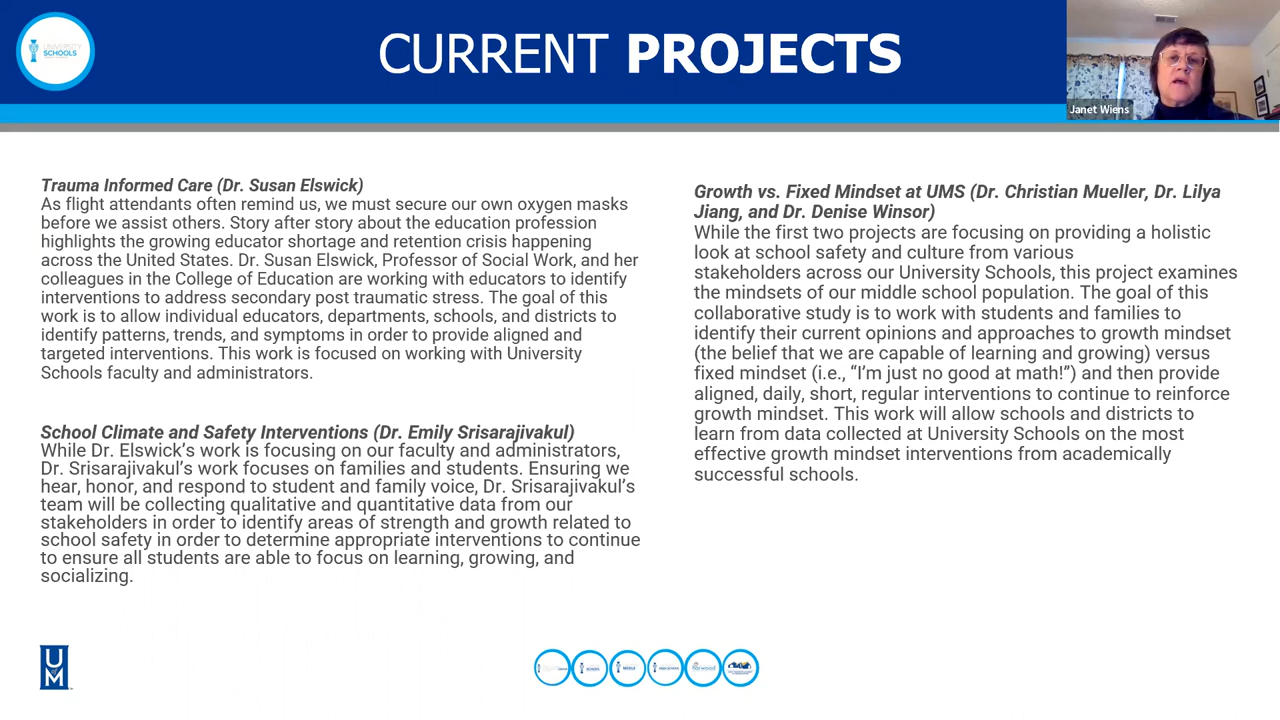 UNIVERSITY
SCHOOLS
CURRENT PROJECTS
Janet Wiens
Trauma Informed Care (Dr. Susan Elswick)
As flight attendants often remind us, we must secure our own oxygen masks
before we assist others. Story after story about the education profession
highlights the growing educator shortage and retention crisis happening
across the United States. Dr. Susan Elswick, Professor of Social Work, and her
colleagues in the College of Education are working with educators to identify
interventions to address secondary post traumatic stress. The goal of this
work is to allow individual educators, departments, schools, and districts to
identify patterns, trends, and symptoms in order to provide aligned and
targeted interventions. This work is focused on working with University
Schools faculty and administrators.
School Climate and Safety Interventions (Dr. Emily Srisarajivakul)
While Dr. Elswick’s work is focusing on our faculty and administrators,
Dr. Srisarajivakul’s work focuses on families and students. Ensuring we
hear, honor, and respond to student and family voice, Dr. Srisarajivakul’s
team will be collecting qualitative and quantitative data from our
stakeholders in order to identify areas of strength and growth related to
school safety in order to determine appropriate interventions to continue
to ensure all students are able to focus on learning, growing, and
socializing.
Growth vs. Fixed Mindset at UMS (Dr. Christian Mueller, Dr. Lilya
Jiang, and Dr. Denise Winsor)
While the first two projects are focusing on providing a holistic
look at school safety and culture from various
stakeholders across our University Schools, this project examines
the mindsets of our middle school population. The goal of this
collaborative study is to work with students and families to
identify their current opinions and approaches to growth mindset
(the belief that we are capable of learning and growing) versus
fixed mindset (i.e., “I’m just no good at math!”) and then provide
aligned, daily, short, regular interventions to continue to reinforce
growth mindset. This work will allow schools and districts to
learn from data collected at University Schools on the most
effective growth mindset interventions from academically
successful schools.
UM
SCHOOL
MIDDLE
HIGH SCHOOL
harwood